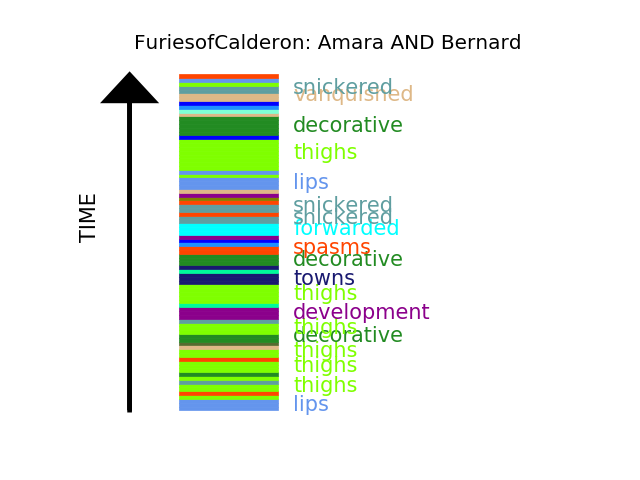 FuriesofCalderon: Amara AND Bernard
snickered
vanquished
decorative
thighs
lips
snickered
snickered
forwarded
spasms
decorative
towns
thighs
development
thighs
decorative
thighs
thighs
thighs
lips
TIME